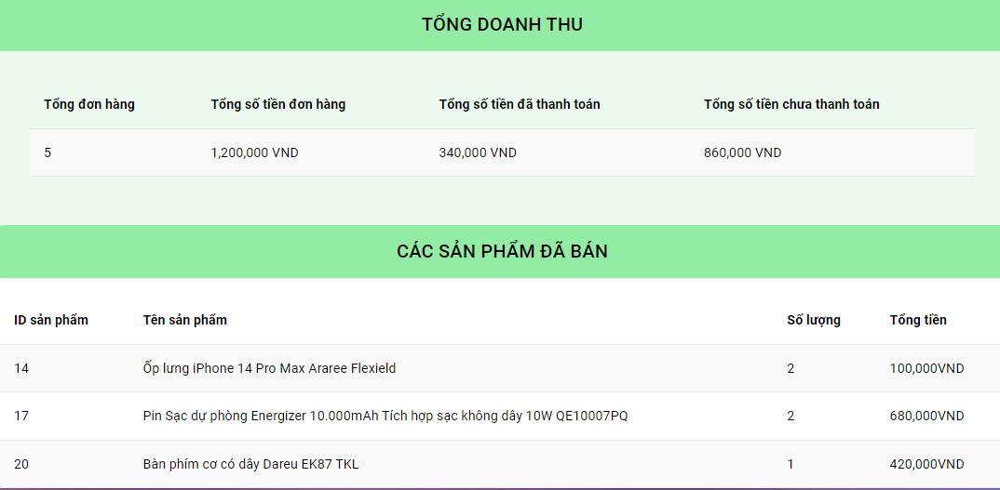 TỔNG DOANH THU
Tổng đơn hàng Tổng số tiền đơn hàng Tổng số tiền đã thanh toán Tổng số tiền chưa thanh toán
5 1,200,000 VND 340,000 VND 860,000 VND
CÁC SẢN PHẨM ĐÃ BÁN
ID sản phẩm Tên sản phẩm Số lượng Tổng tiền
14 Ốp lưng iPhone 14 Pro Max Araree Flexield 2 100,000VND
17 Pin Sạc dự phòng Energizer 10.000mAh Tích hợp sạc không dây 10W QE10007PQ 2 680,000VND
20 Bàn phím cơ có dây Dareu EK87 TKL 1 420,000VND